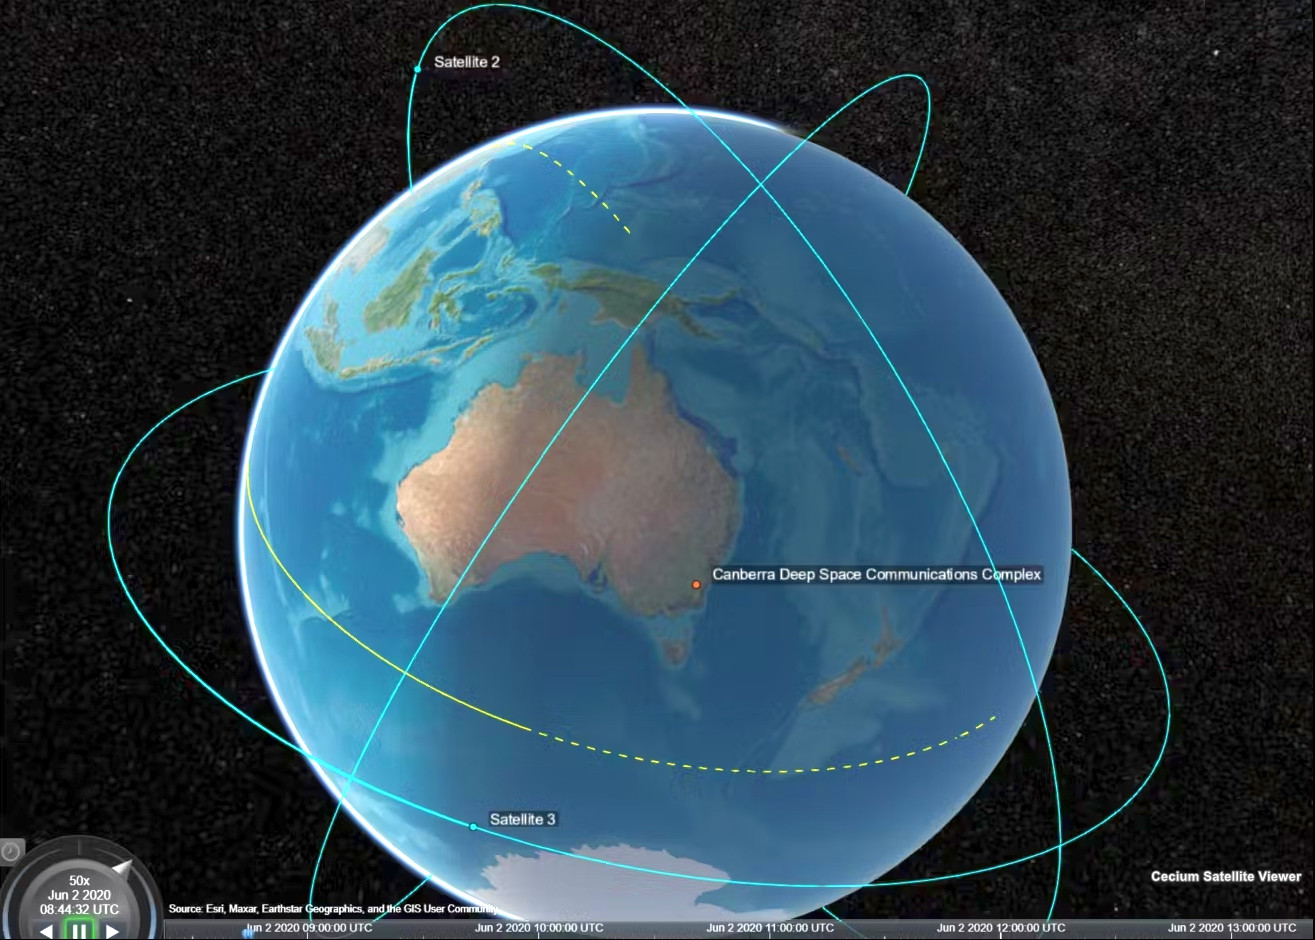 Satellite 2
Canberra Deep Space Communications Complex
Satellite 3
Cecium Satellite Viewer
50x
Jun 2 2020
08:44:32 UTC
Source: Esri, Maxar, Earthstar Geographics, and the GIS User Community
Jun 2 2020 09:00:00 UTC
Jun 2 2020 10:00:00 UTC
Jun 2 2020 11:00:00 UTC
Jun 2 2020 12:00:00 UTC
Jun 2 2020 13:00:00 UTC